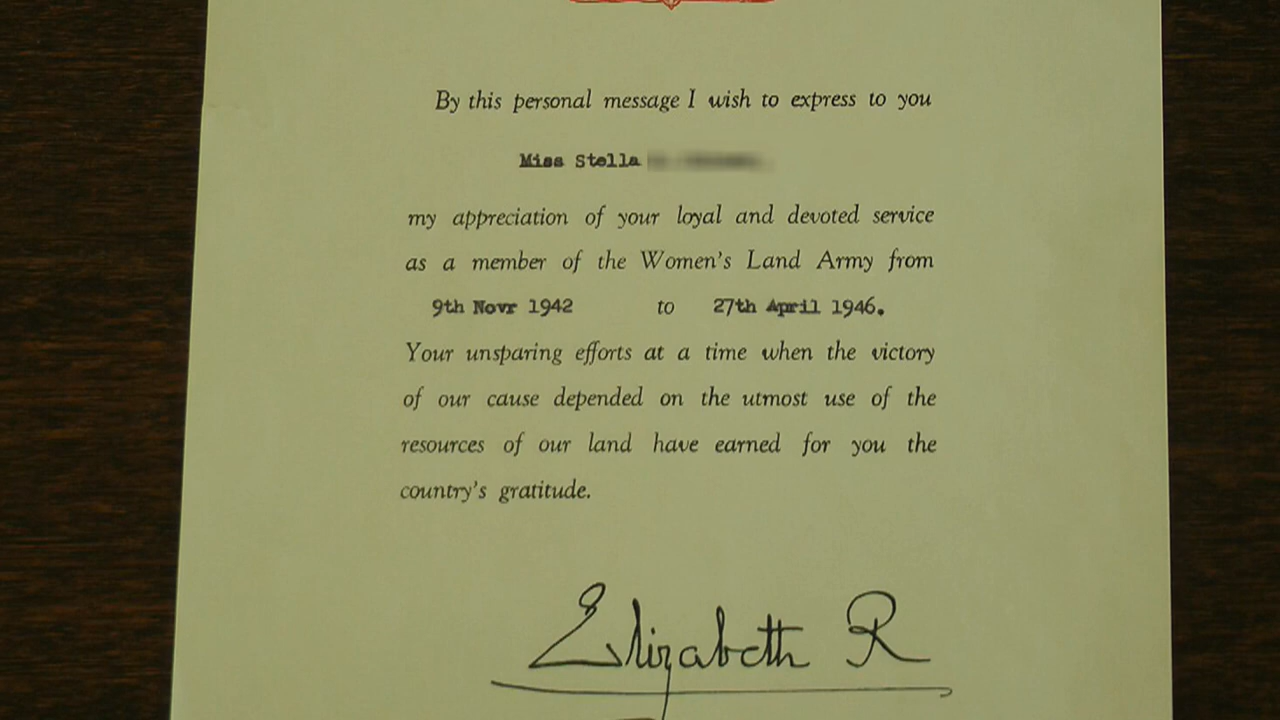 By this personal message I wish to express to you
Miss Stella
my appreciation of your loyal and devoted service
as a member of the Women's Land Army from
9th Novr 1942 to 27th April 1946.
Your unsparing efforts at a time when the victory
of our cause depended on the utmost use of the
resources of our land have earned for you the
country's gratitude.
Elizabeth R